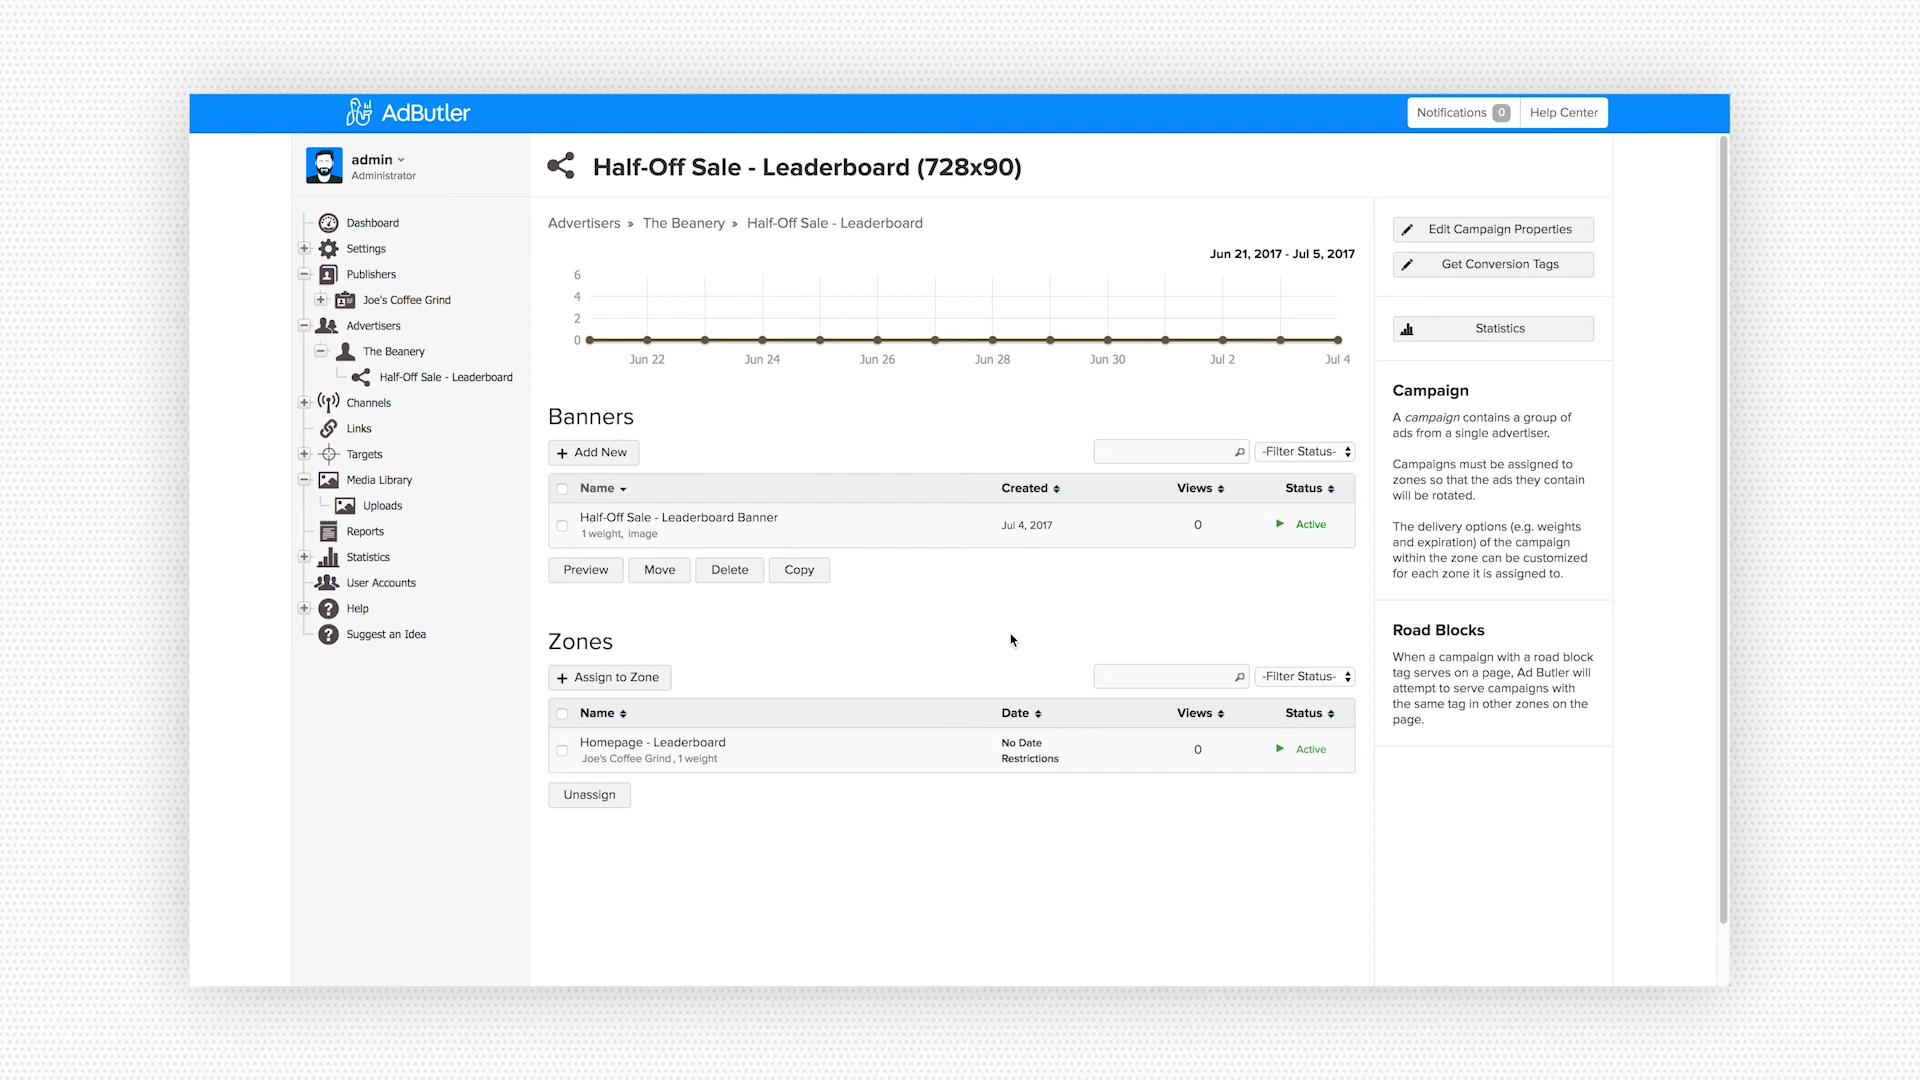 AdButler
Notifications 0
Help Center
admin
Administrator
Half-Off Sale - Leaderboard (728x90)
Dashboard
Settings
Publishers
Joe's Coffee Grind
Advertisers
The Beanery
Half-Off Sale - Leaderboard
Channels
Links
Targets
Media Library
Uploads
Reports
Statistics
User Accounts
Help
Suggest an Idea
Advertisers » The Beanery » Half-Off Sale - Leaderboard
Jun 21, 2017 - Jul 5, 2017
6
4
2
0
Jun 22 Jun 24 Jun 26 Jun 28 Jun 30 Jul 2 Jul 4
Banners
+ Add New
-Filter Status-
Name Created Views Status
Half-Off Sale - Leaderboard Banner
1 weight, image
Jul 4, 2017 0 Active
Preview Move Delete Copy
Zones
+ Assign to Zone
-Filter Status-
Name Date Views Status
Homepage - Leaderboard
Joe's Coffee Grind, 1 weight
No Date
Restrictions
0 Active
Unassign
Edit Campaign Properties
Get Conversion Tags
Statistics
Campaign
A campaign contains a group of
ads from a single advertiser.
Campaigns must be assigned to
zones so that the ads they contain
will be rotated.
The delivery options (e.g. weights
and expiration) of the campaign
within the zone can be customized
for each zone it is assigned to.
Road Blocks
When a campaign with a road block
tag serves on a page, Ad Butler will
attempt to serve campaigns with
the same tag in other zones on the
page.